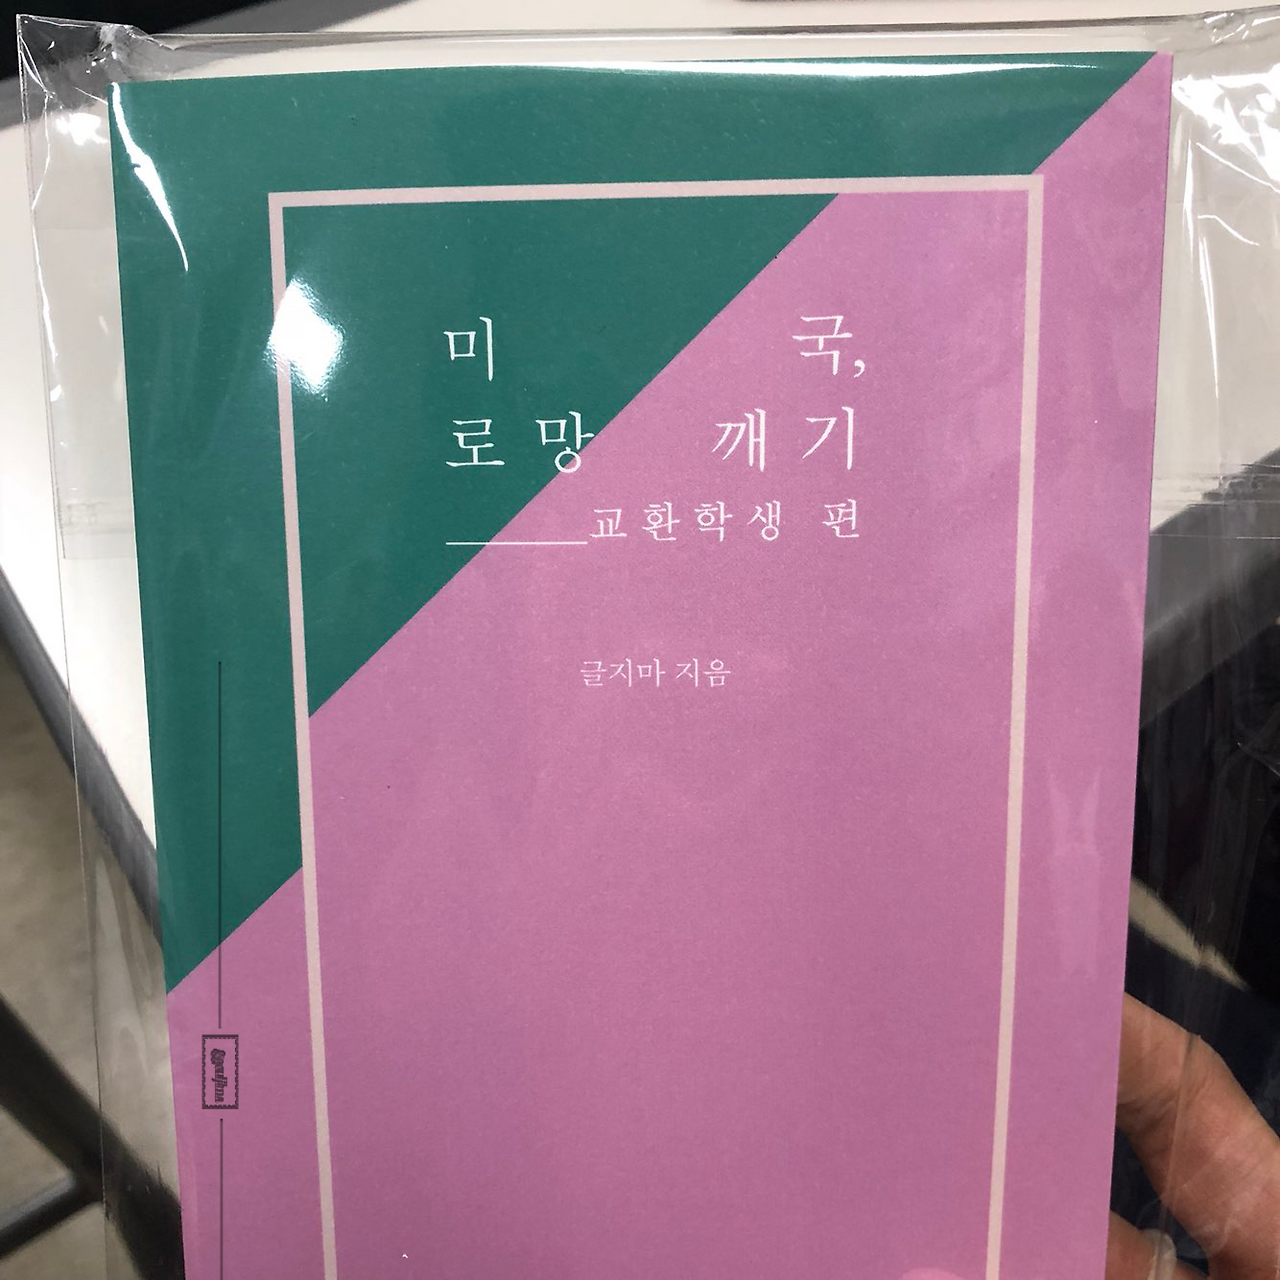 미 국,
로망 깨기
교환학생 편
글지마 지음